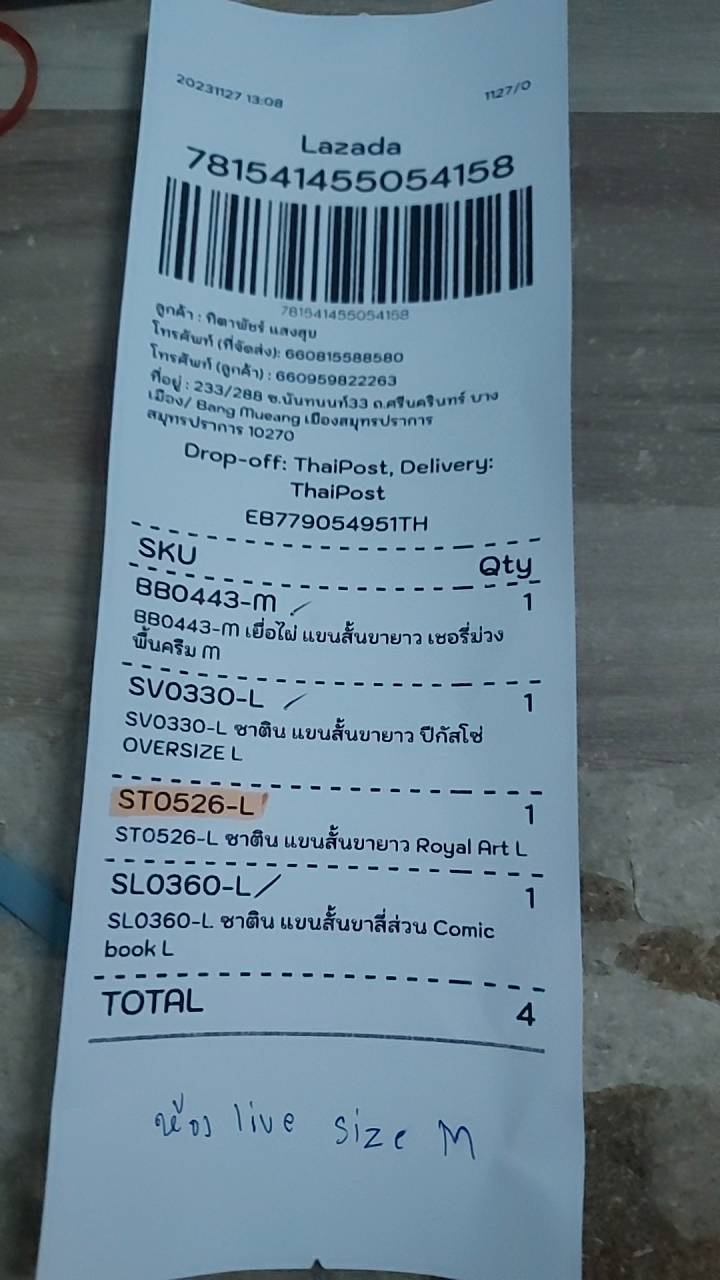 20231127 13:08
1127/0
Lazada
781541455054158
781541455054158
ลูกค้า : ทิตาพัชร์ แสงสุข
โทรศัพท์ (ที่จัดส่ง): 660815588580
โทรศัพท์ (ลูกค้า) : 660959822263
ที่อยู่ : 233/288 ซ.นันทนนท์33 ถ.ศรีนครินทร์ บาง
เมือง/ Bang Mueang เมืองสมุทรปราการ
สมุทรปราการ 10270
Drop-off: ThaiPost, Delivery:
ThaiPost
EB779054951TH
SKU Qty
BB0443-M 1
BB0443-M เยื่อไผ่ แขนสั้นขายาว เชอรี่ม่วง
พื้นครีม M
SV0330-L 1
SV0330-L ซาติน แขนสั้นขายาว ปีกัสโซ่
OVERSIZE L
ST0526-L 1
ST0526-L ซาติน แขนสั้นขายาว Royal Art L
SL0360-L 1
SL0360-L ซาติน แขนสั้นขาสี่ส่วน Comic
book L
TOTAL 4
ห้อง live size M